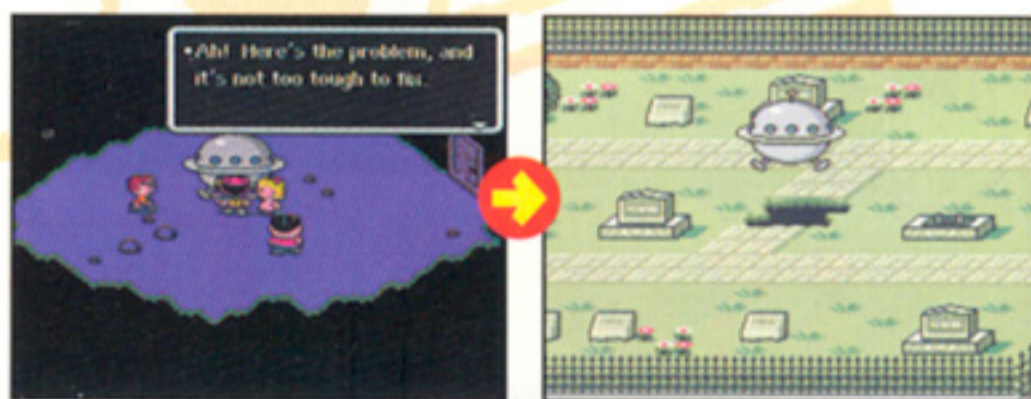 •Ah! Here's the problem, and
it's not too tough to fix.